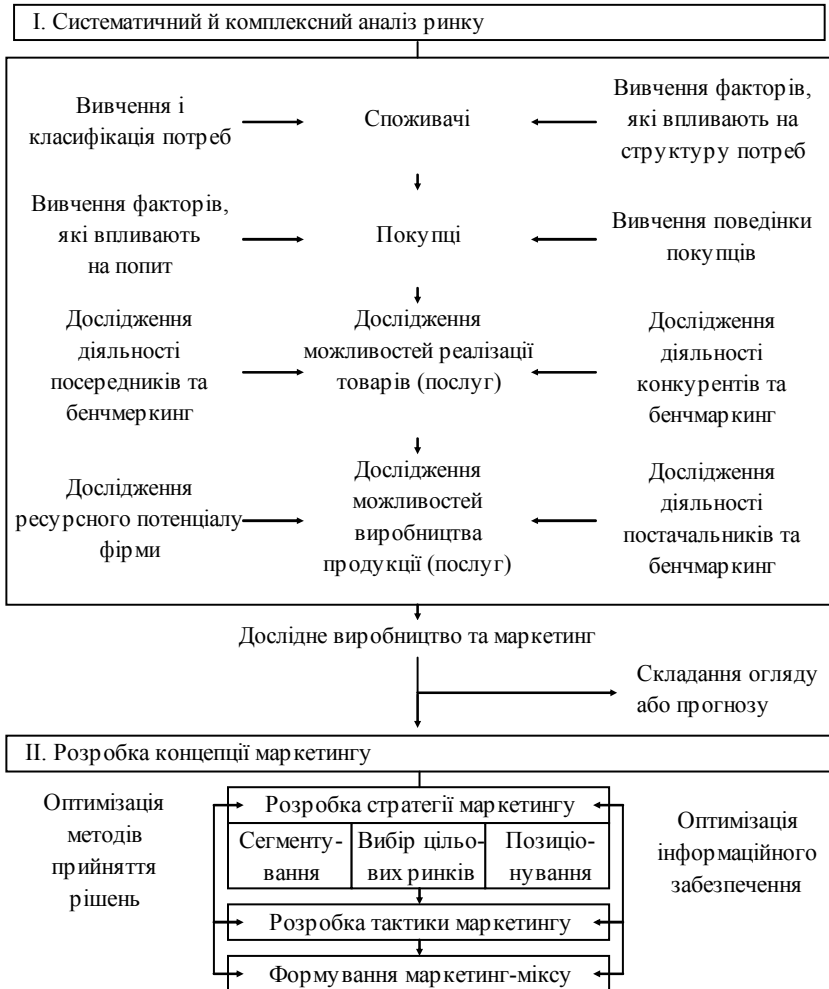 I. Систематичний й комплексний аналіз ринку
Вивчення і
класифікація потреб
Споживачі
Вивчення факторів,
які впливають на
структуру потреб
Вивчення факторів,
які впливають
на попит
Покупці
Вивчення поведінки
покупців
Дослідження
діяльності
посередників та
бенчмеркинг
Дослідження
можливостей реалізації
товарів (послуг)
Дослідження
діяльності
конкурентів та
бенчмаркинг
Дослідження
ресурсного потенціалу
фірми
Дослідження
можливостей
виробництва
продукції (послуг)
Дослідження
діяльності
постачальників та
бенчмаркинг
Дослідне виробництво та маркетинг
Складання огляду
або прогнозу
II. Розробка концепції маркетингу
Оптимізація
методів
прийняття
рішень
Розробка стратегії маркетингу
Сегменту-
вання
Вибір цільо-
вих ринків
Позиціо-
нування
Розробка тактики маркетингу
Формування маркетинг-міксу
Оптимізація
інформаційного
забезпечення